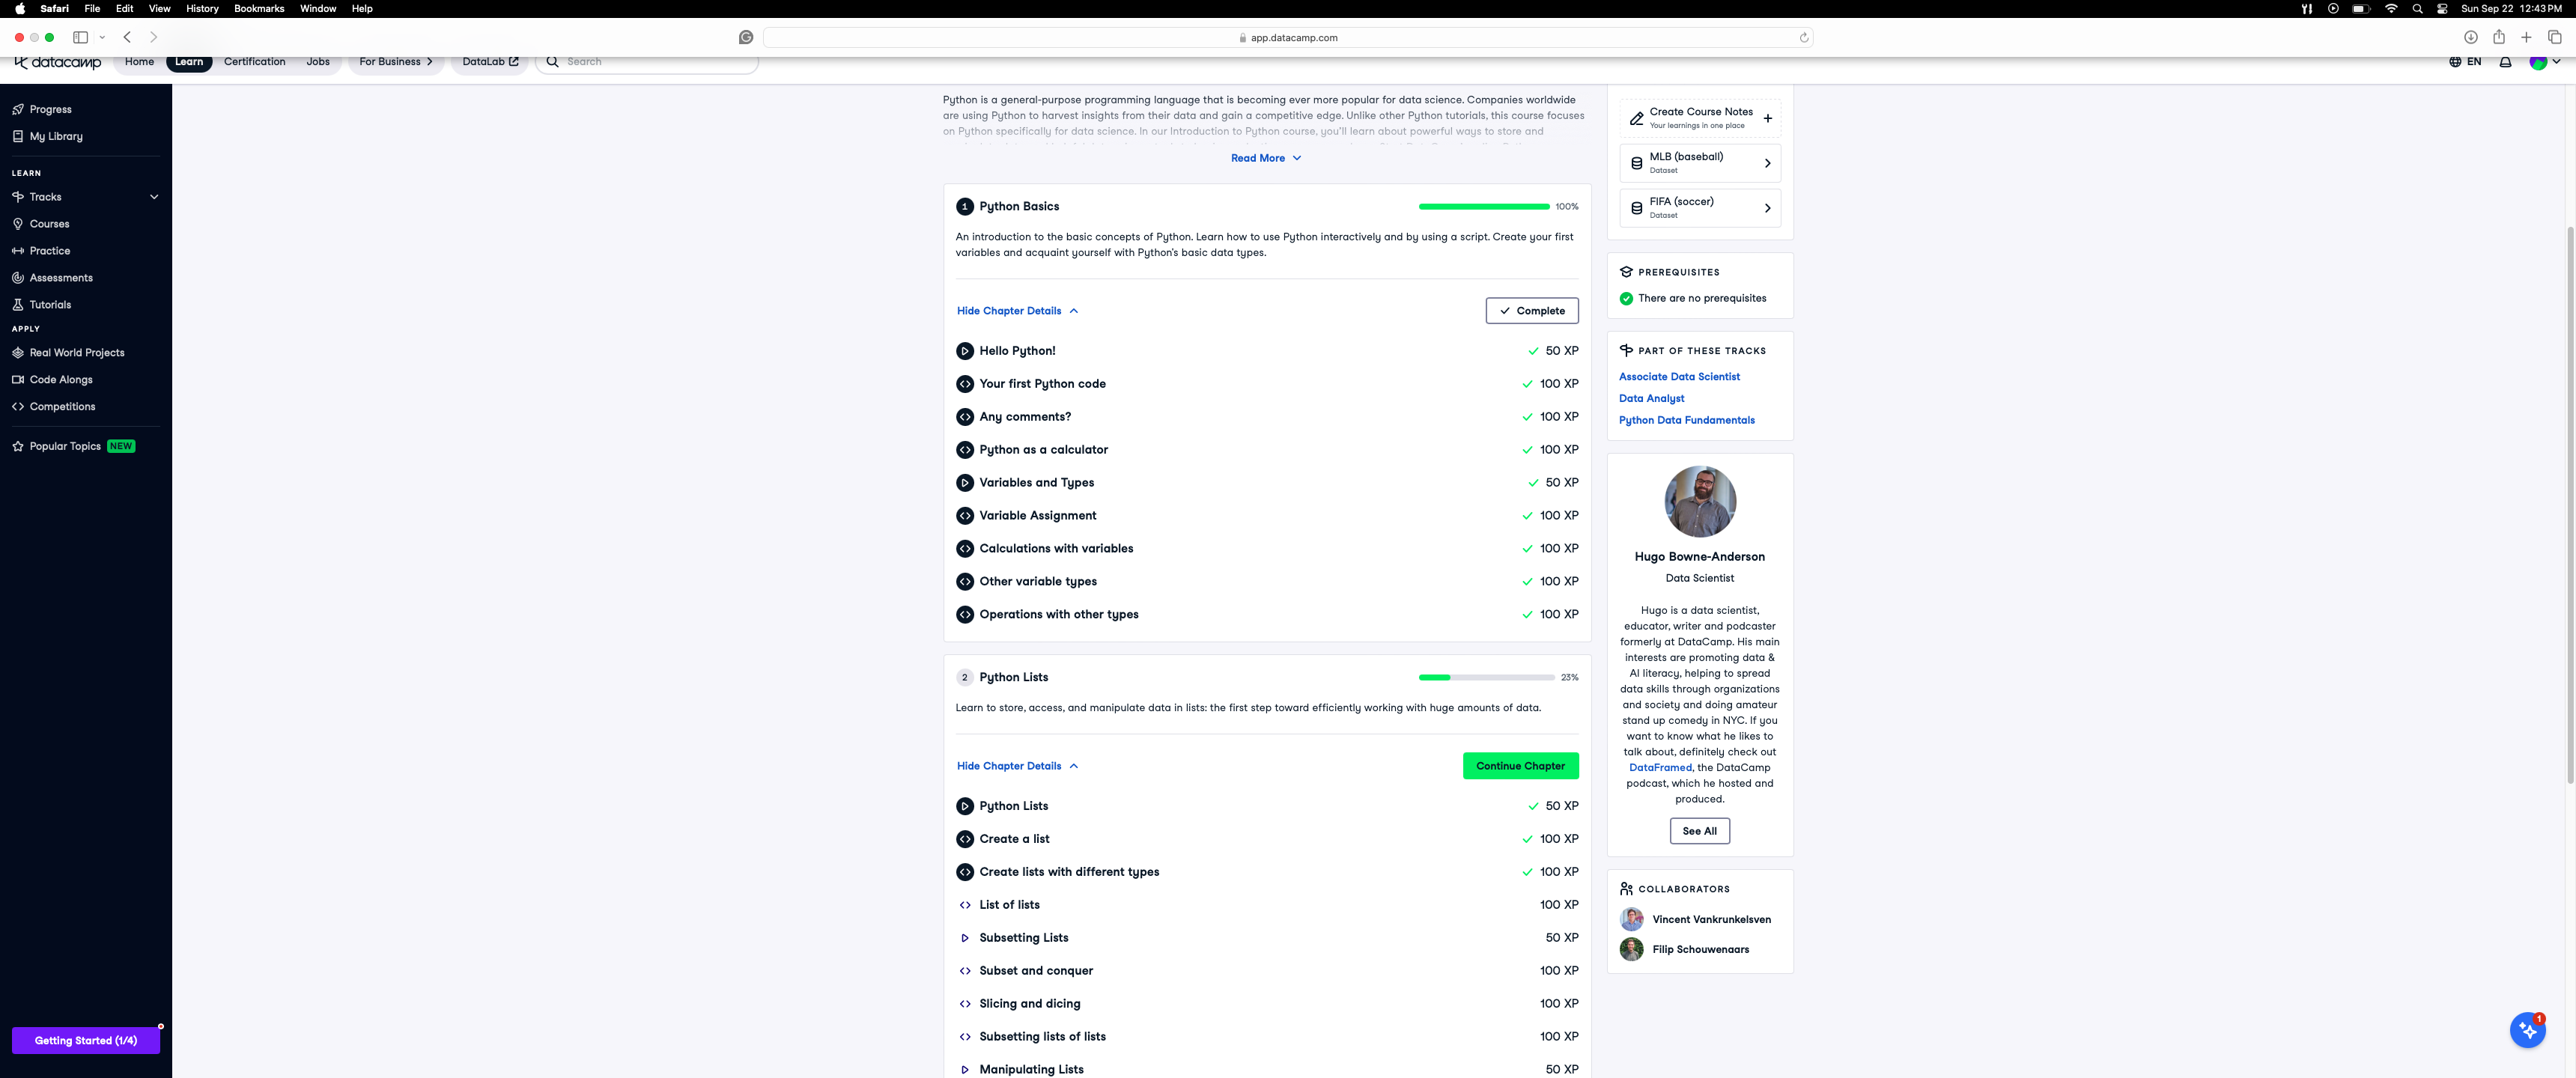 Safari File Edit View History Bookmarks Window Help Sun Sep 22 12:43 PM
app.datacamp.com
datacamp Home Learn Certification Jobs For Business DataLab Search EN
Progress
My Library
LEARN
Tracks
Courses
Practice
Assessments
Tutorials
APPLY
Real World Projects
Code Alongs
Competitions
Popular Topics NEW
Getting Started (1/4)
Python is a general-purpose programming language that is becoming ever more popular for data science. Companies worldwide
are using Python to harvest insights from their data and gain a competitive edge. Unlike other Python tutorials, this course focuses
on Python specifically for data science. In our Introduction to Python course, you'll learn about powerful ways to store and
Read More
1 Python Basics 100%
An introduction to the basic concepts of Python. Learn how to use Python interactively and by using a script. Create your first
variables and acquaint yourself with Python's basic data types.
Hide Chapter Details Complete
Hello Python! 50 XP
Your first Python code 100 XP
Any comments? 100 XP
Python as a calculator 100 XP
Variables and Types 50 XP
Variable Assignment 100 XP
Calculations with variables 100 XP
Other variable types 100 XP
Operations with other types 100 XP
2 Python Lists 23%
Learn to store, access, and manipulate data in lists: the first step toward efficiently working with huge amounts of data.
Hide Chapter Details Continue Chapter
Python Lists 50 XP
Create a list 100 XP
Create lists with different types 100 XP
List of lists 100 XP
Subsetting Lists 50 XP
Subset and conquer 100 XP
Slicing and dicing 100 XP
Subsetting lists of lists 100 XP
Manipulating Lists 50 XP
Create Course Notes
Your learnings in one place
MLB (baseball)
Dataset
FIFA (soccer)
Dataset
PREREQUISITES
There are no prerequisites
PART OF THESE TRACKS
Associate Data Scientist
Data Analyst
Python Data Fundamentals
Hugo Bowne-Anderson
Data Scientist
Hugo is a data scientist,
educator, writer and podcaster
formerly at DataCamp. His main
interests are promoting data &
AI literacy, helping to spread
data skills through organizations
and society and doing amateur
stand up comedy in NYC. If you
want to know what he likes to
talk about, definitely check out
DataFramed, the DataCamp
podcast, which he hosted and
produced.
See All
COLLABORATORS
Vincent Vankrunkelsven
Filip Schouwenaars
1